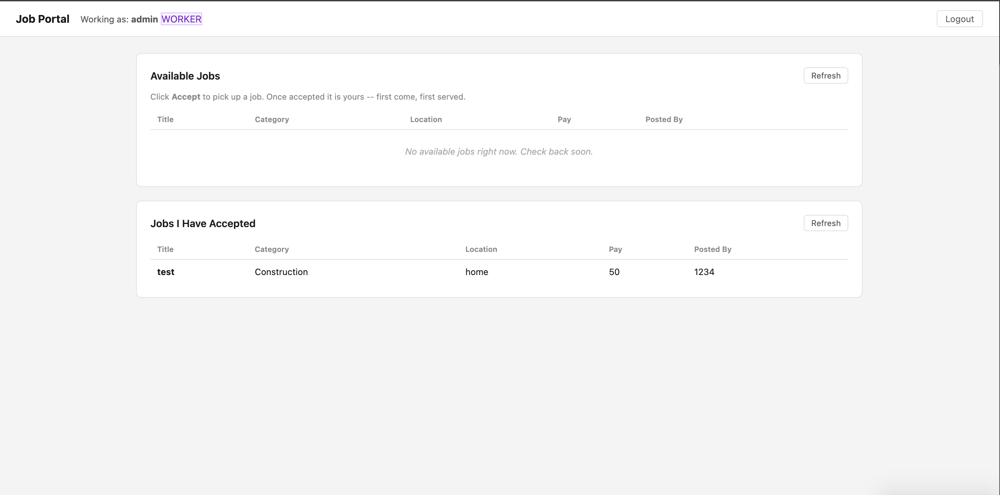 Job Portal Working as: admin WORKER Logout
Available Jobs Refresh
Click Accept to pick up a job. Once accepted it is yours -- first come, first served.
Title Category Location Pay Posted By
No available jobs right now. Check back soon.
Jobs I Have Accepted Refresh
Title Category Location Pay Posted By
test Construction home 50 1234